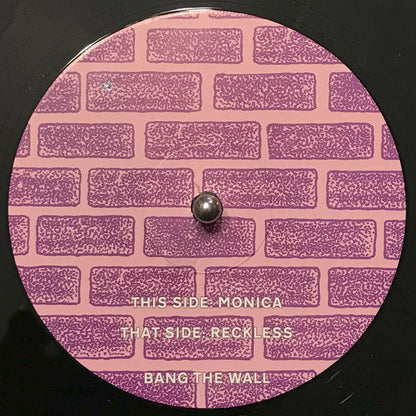 THIS SIDE: MONICA
THAT SIDE: RECKLESS
BANG THE WALL